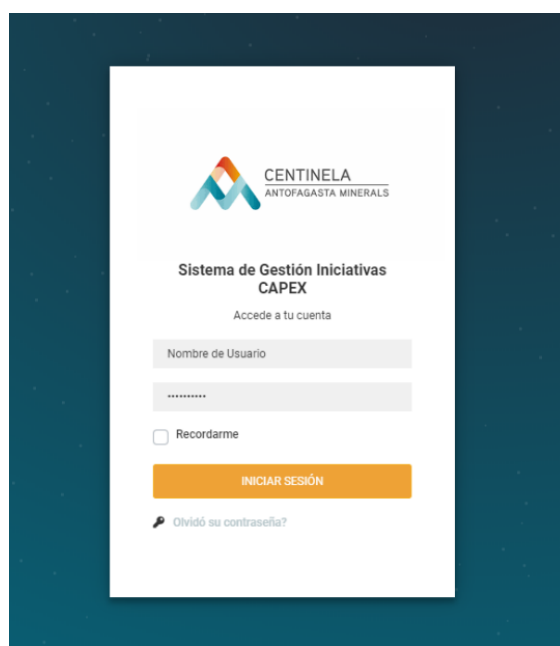 CENTINELA
ANTOFAGASTA MINERALS
Sistema de Gestión Iniciativas
CAPEX
Accede a tu cuenta
Nombre de Usuario
••••••••••
Recordarme
INICIAR SESIÓN
Olvidó su contraseña?